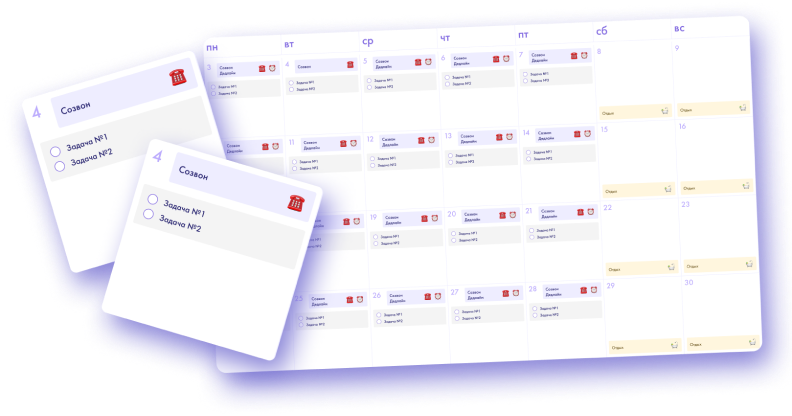 пн вт ср чт пт сб вс
3 Созвон Дедлайн
Задача №1
Задача №2
4 Созвон
Задача №1
Задача №2
5 Созвон Дедлайн
Задача №1
Задача №2
6 Созвон Дедлайн
Задача №1
Задача №2
7 Созвон Дедлайн
Задача №1
Задача №2
8
Отдых
9
Отдых
4 Созвон
Задача №1
Задача №2
4 Созвон
Задача №1
Задача №2
Созвон Дедлайн
11 Созвон Дедлайн
Задача №1
Задача №2
12 Созвон Дедлайн
Задача №1
Задача №2
13 Созвон Дедлайн
Задача №1
Задача №2
14 Созвон Дедлайн
Задача №1
Задача №2
15
Отдых
16
Отдых
19 Созвон Дедлайн
Задача №1
Задача №2
20 Созвон Дедлайн
Задача №1
Задача №2
21 Созвон Дедлайн
Задача №1
Задача №2
22
Отдых
23
Отдых
25 Созвон Дедлайн
Задача №1
Задача №2
26 Созвон Дедлайн
Задача №1
Задача №2
27 Созвон Дедлайн
Задача №1
Задача №2
28 Созвон Дедлайн
Задача №1
Задача №2
29
Отдых
30
Отдых